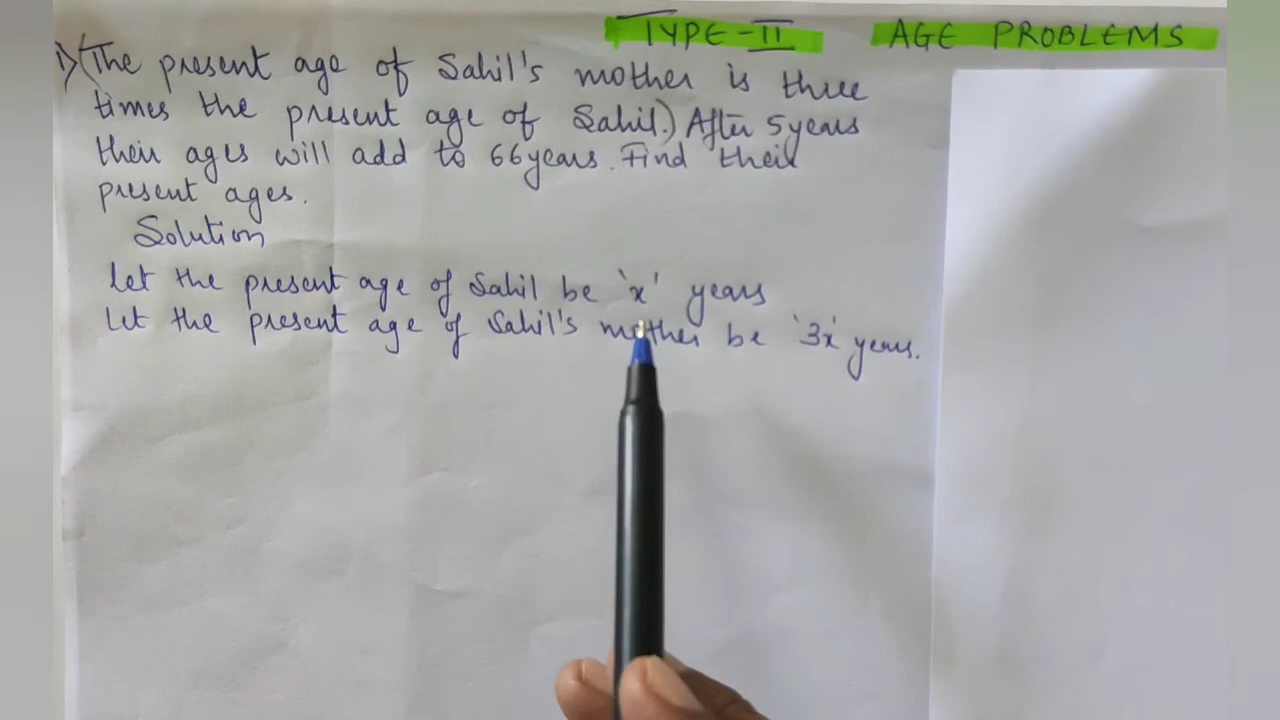 TYPE-II AGE PROBLEMS
1) (The present age of Sahil's mother is three
times the present age of Sahil.) After 5 years
their ages will add to 66 years. Find their
present ages.
Solution
Let the present age of Sahil be 'x' years
Let the present age of Sahil's mother be '3x' years.